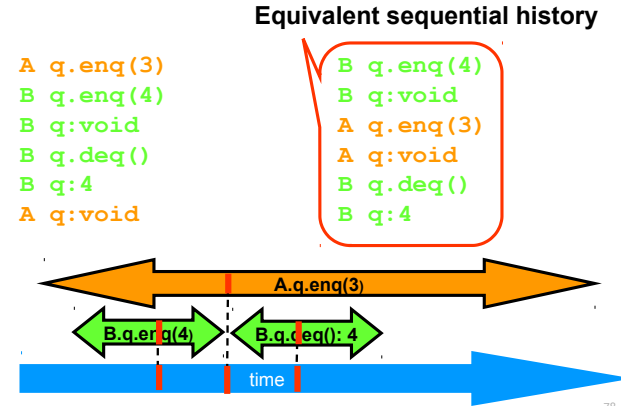 Equivalent sequential history
A q.enq(3)
B q.enq(4)
B q:void
B q.deq()
B q:4
A q:void
B q.enq(4)
B q:void
A q.enq(3)
A q:void
B q.deq()
B q:4
A.q.enq(3)
B.q.enq(4)
B.q.deq(): 4
time